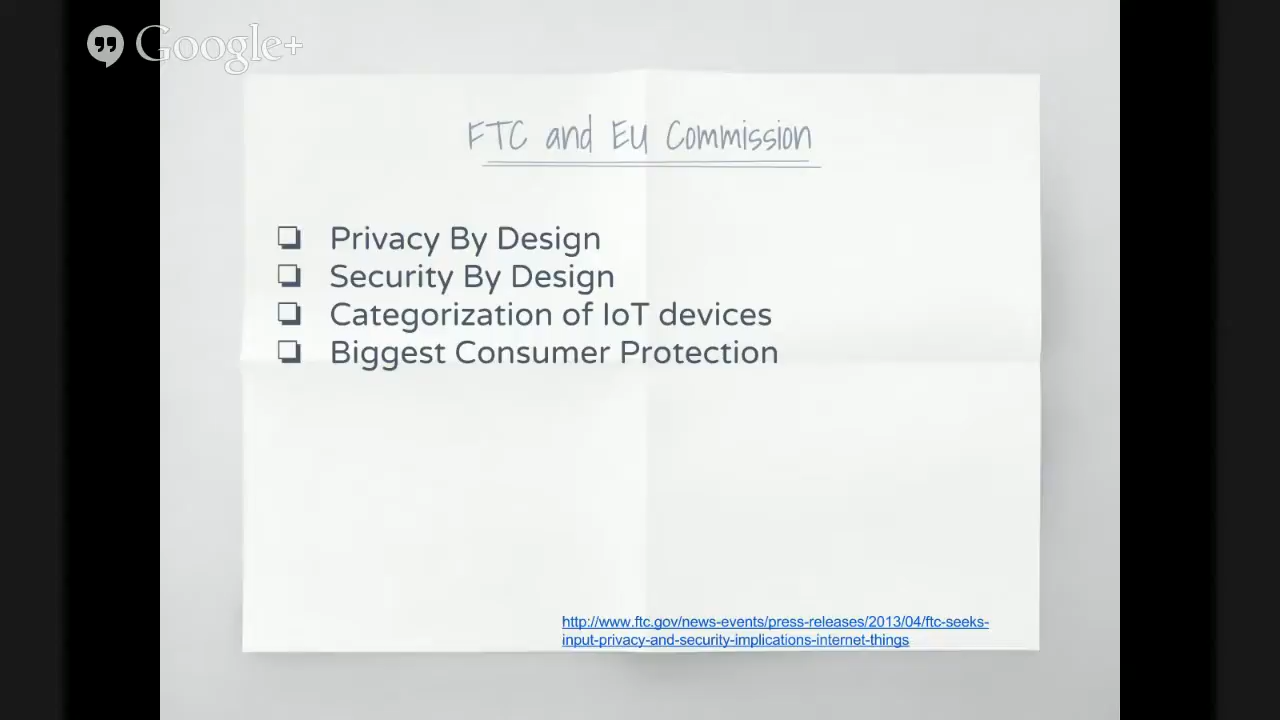 Google+
FTC and EU Commission
❏ Privacy By Design
❏ Security By Design
❏ Categorization of IoT devices
❏ Biggest Consumer Protection
http://www.ftc.gov/news-events/press-releases/2013/04/ftc-seeks-
input-privacy-and-security-implications-internet-things